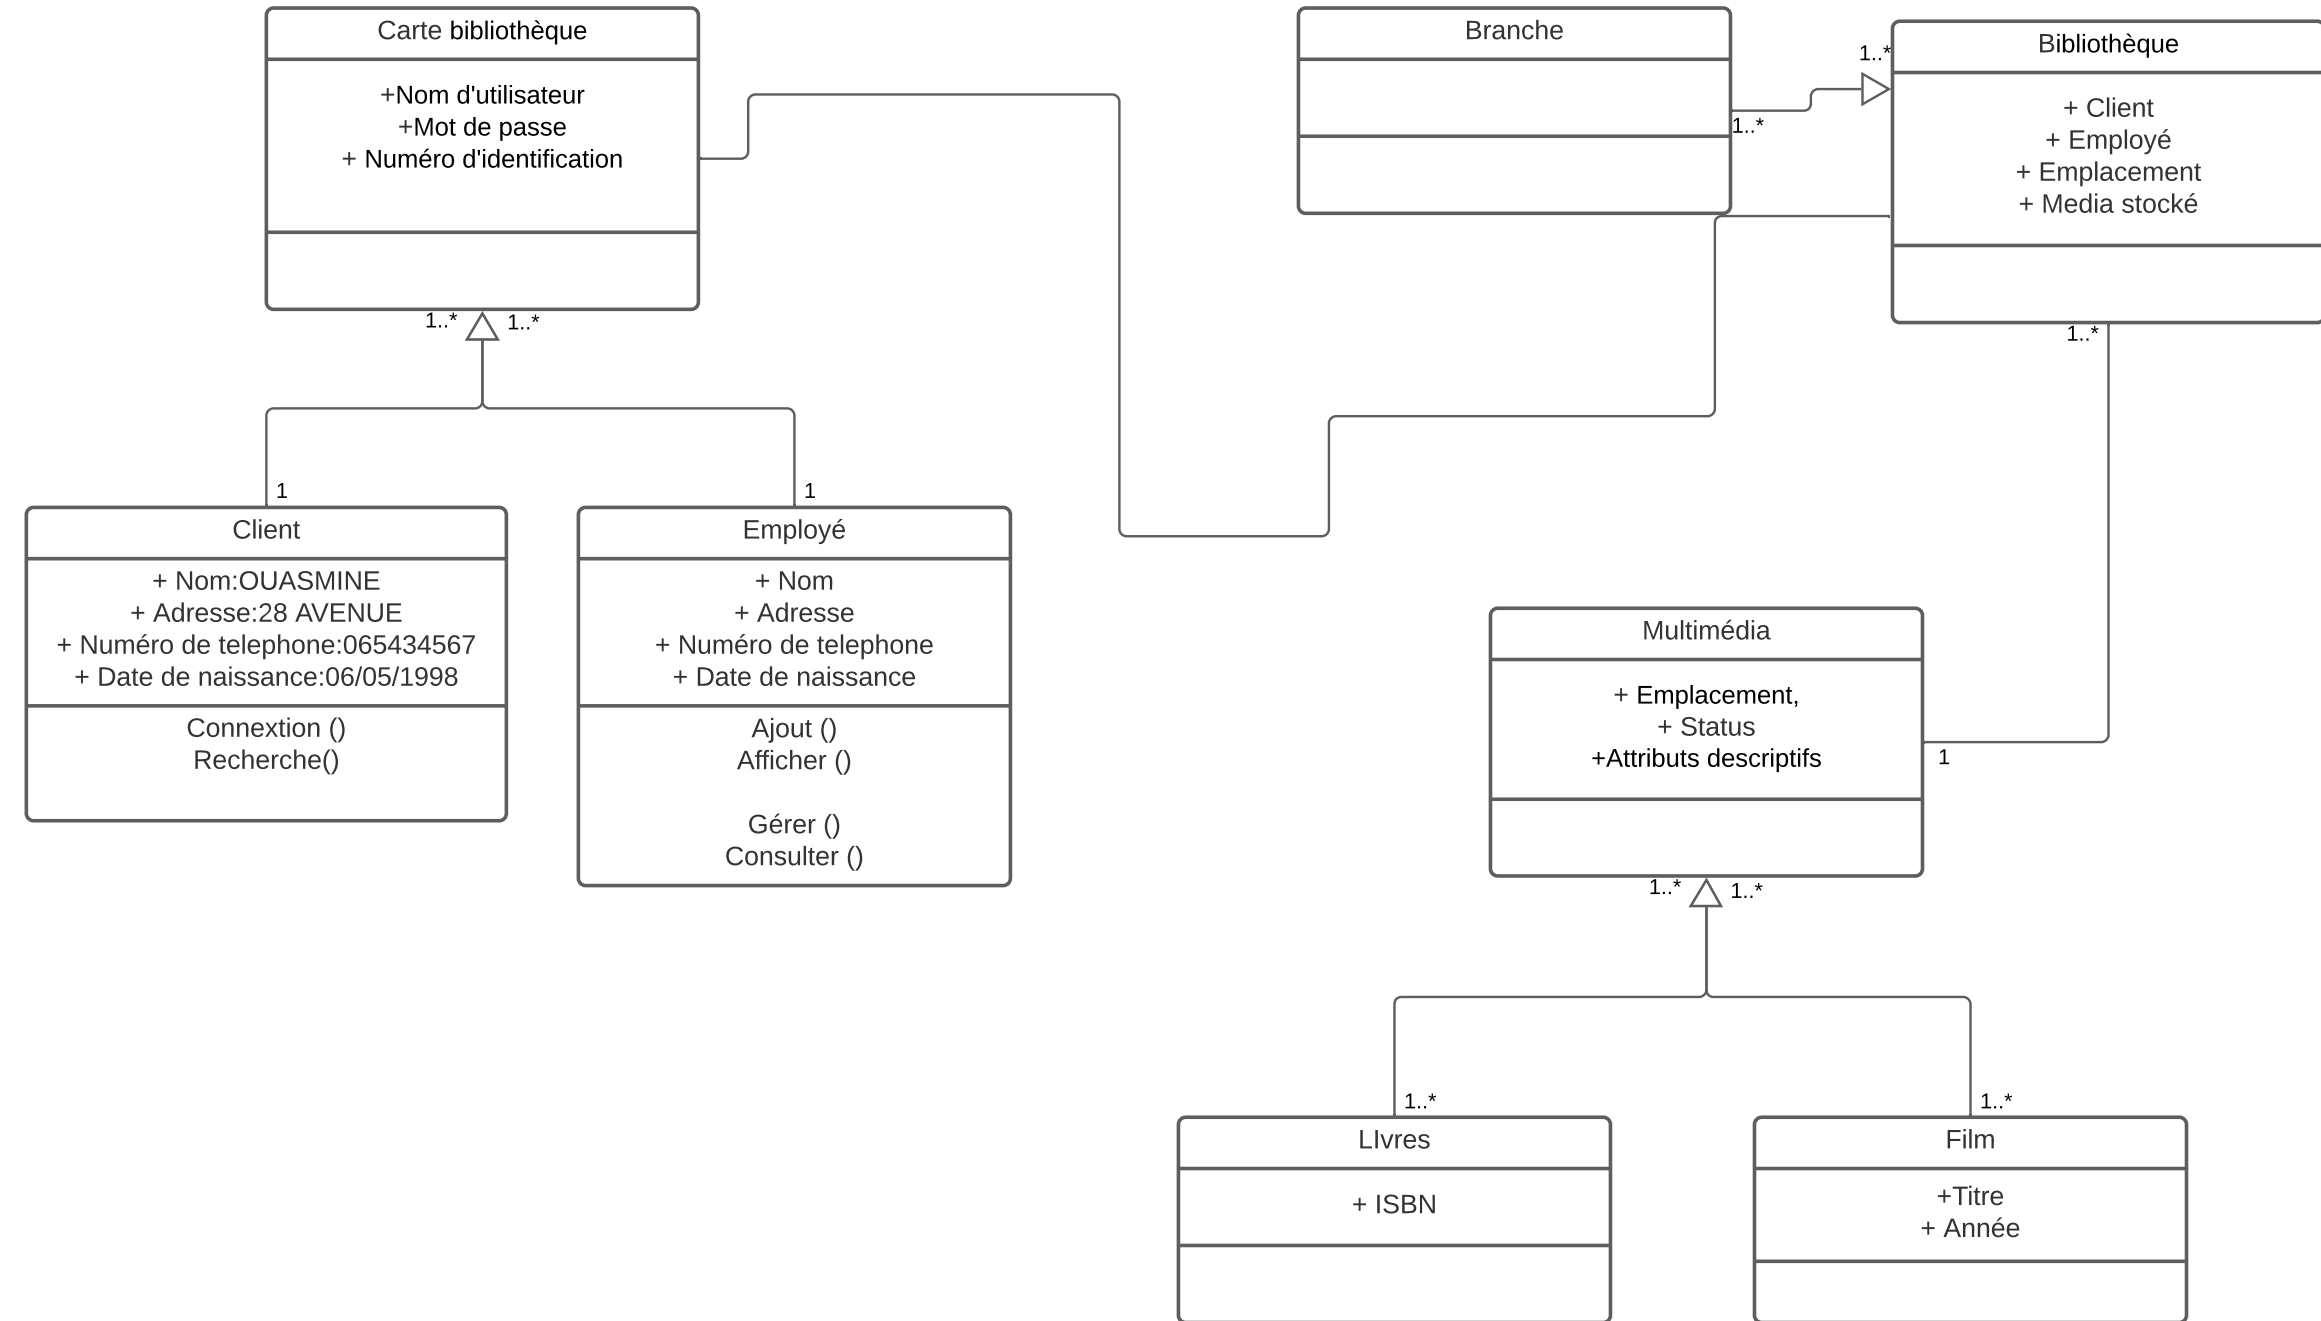 Carte bibliothèque
+Nom d'utilisateur
+Mot de passe
+ Numéro d'identification
1..*
1..*
Branche
1..*
1..*
Bibliothèque
+ Client
+ Employé
+ Emplacement
+ Media stocké
1..*
1
Client
+ Nom:OUASMINE
+ Adresse:28 AVENUE
+ Numéro de telephone:065434567
+ Date de naissance:06/05/1998
Connextion ()
Recherche()
1
Employé
+ Nom
+ Adresse
+ Numéro de telephone
+ Date de naissance
Ajout ()
Afficher ()
Gérer ()
Consulter ()
Multimédia
+ Emplacement,
+ Status
+Attributs descriptifs
1
1..*
1..*
1..*
LIvres
+ ISBN
1..*
Film
+Titre
+ Année